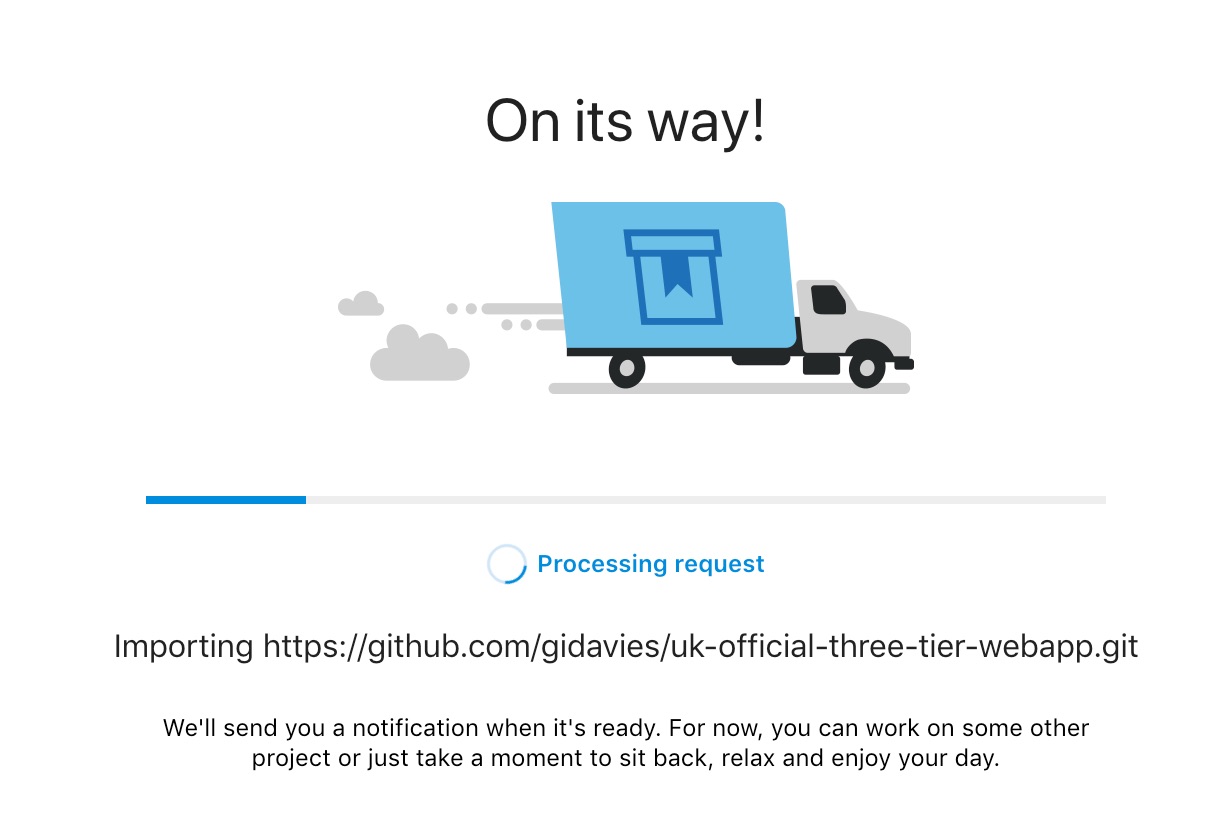 On its way!
Processing request
Importing https://github.com/gidavies/uk-official-three-tier-webapp.git
We'll send you a notification when it's ready. For now, you can work on some other
project or just take a moment to sit back, relax and enjoy your day.